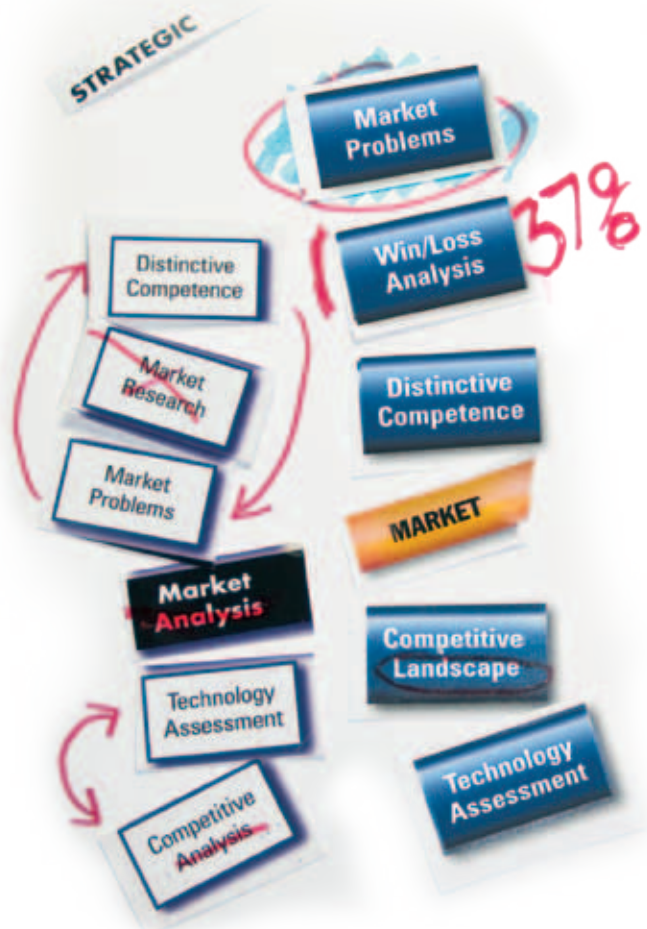 STRATEGIC
Distinctive
Competence
Market
Research
Market
Problems
Market
Analysis
Technology
Assessment
Competitive
Analysis
Market
Problems
Win/Loss
Analysis
37%
Distinctive
Competence
MARKET
Competitive
Landscape
Technology
Assessment